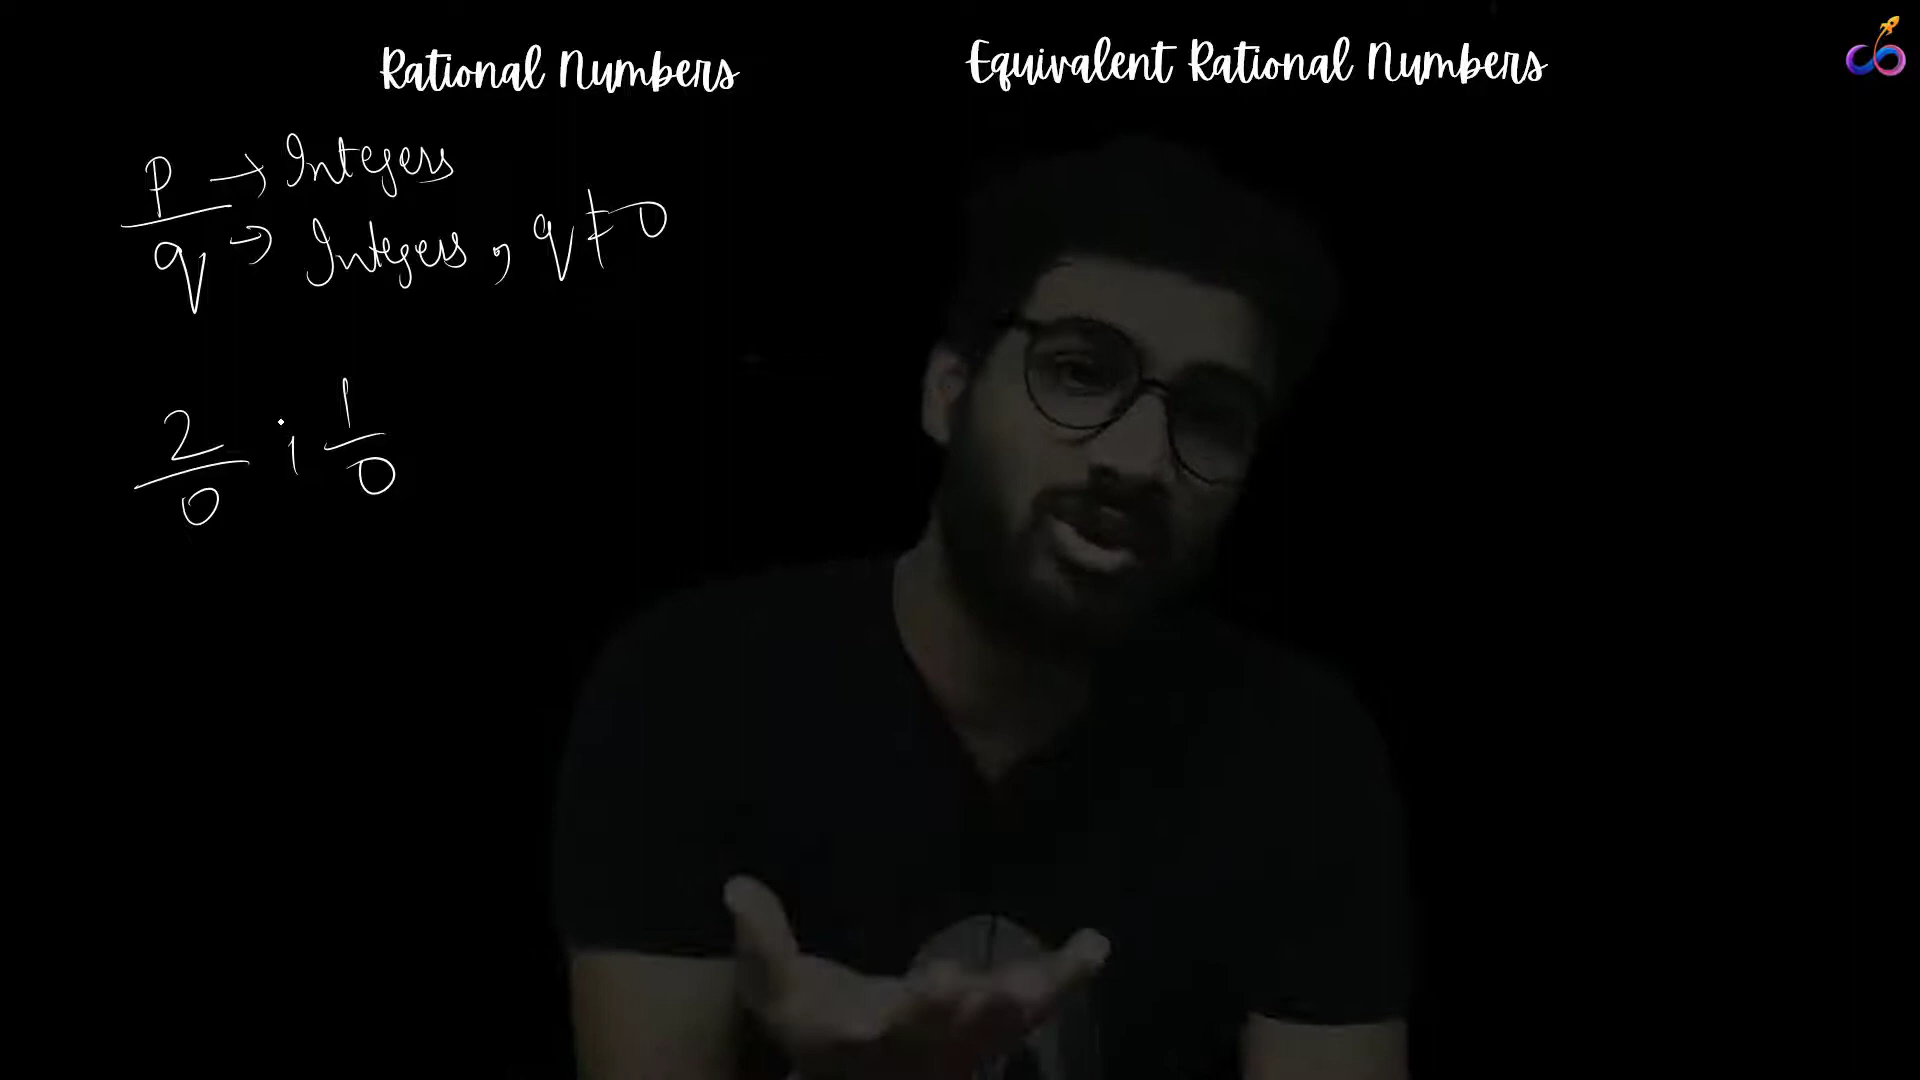 Rational Numbers
Equivalent Rational Numbers
p → Integers
q → Integers, q ≠ 0
2/0 ; 1/0